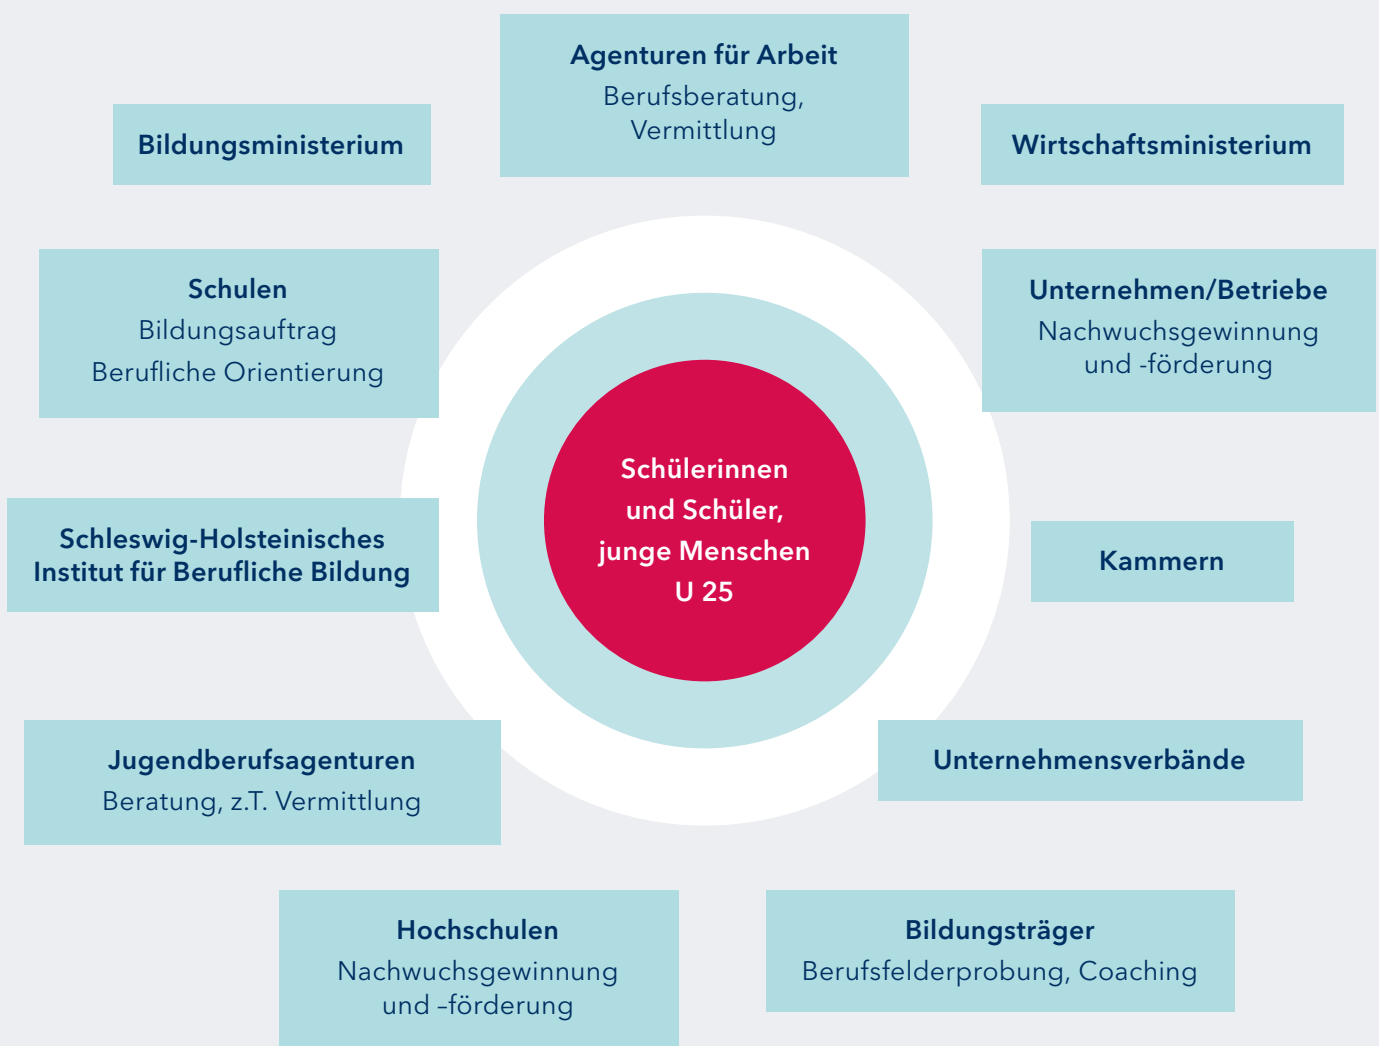 Agenturen für Arbeit
Berufsberatung,
Vermittlung
Bildungsministerium
Wirtschaftsministerium
Schulen
Bildungsauftrag
Berufliche Orientierung
Unternehmen/Betriebe
Nachwuchsgewinnung
und -förderung
Schülerinnen
und Schüler,
junge Menschen
U 25
Schleswig-Holsteinisches
Institut für Berufliche Bildung
Kammern
Jugendberufsagenturen
Beratung, z.T. Vermittlung
Unternehmensverbände
Hochschulen
Nachwuchsgewinnung
und –förderung
Bildungsträger
Berufsfelderprobung, Coaching